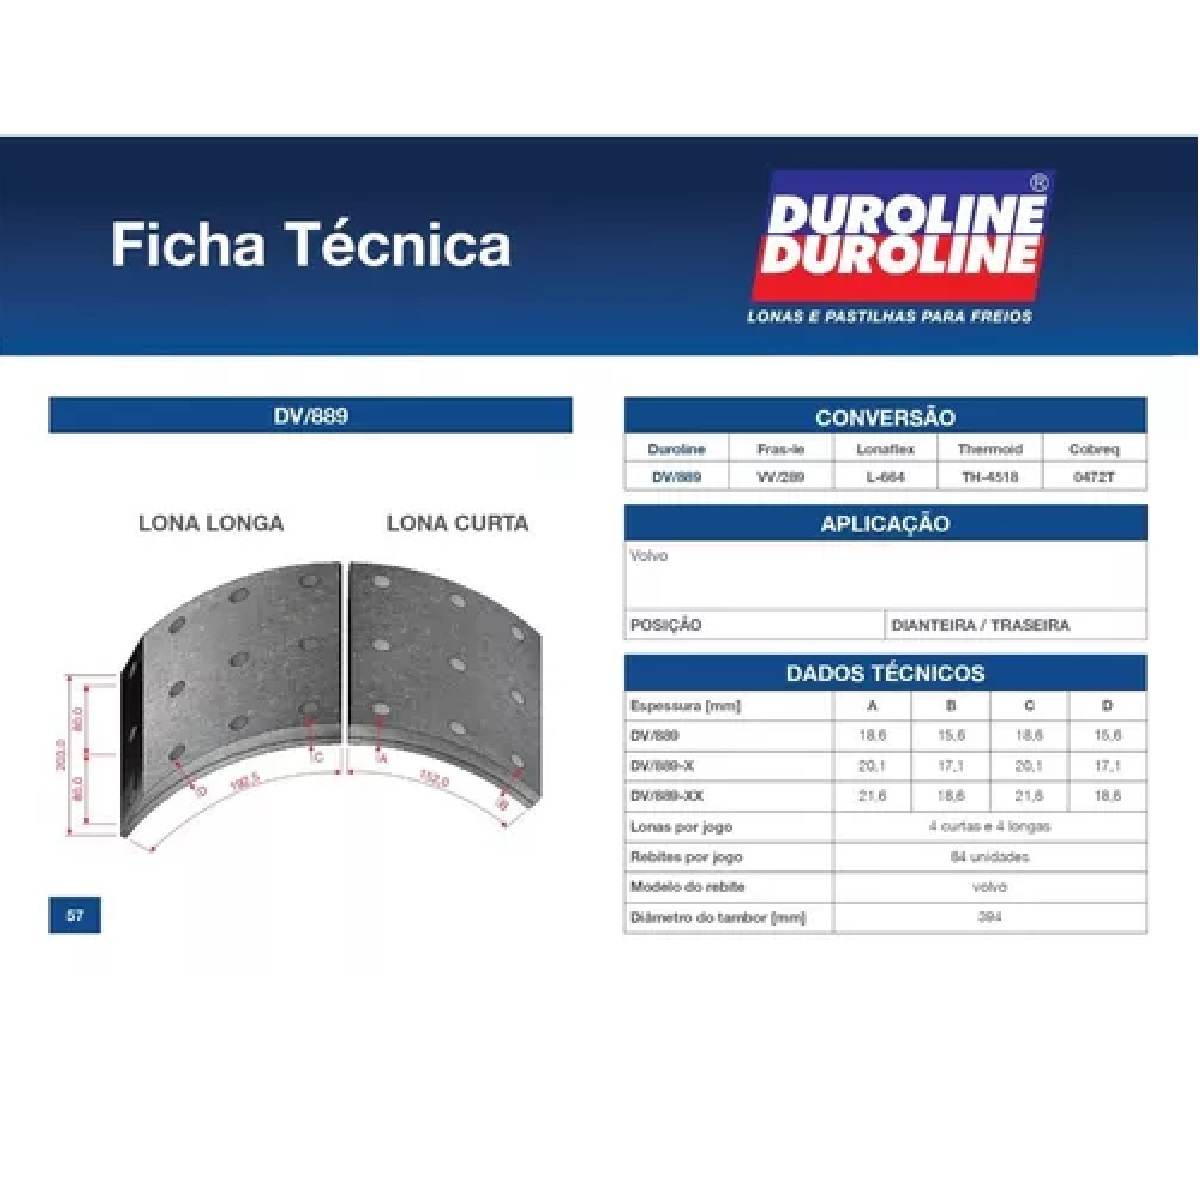 Ficha Técnica
DUROLINE®
DUROLINE
LONAS E PASTILHAS PARA FREIOS
DV/889
LONA LONGA LONA CURTA
203,0
80,0
80,0
D
192,5
C
A
152,0
B
57
CONVERSÃO
Duroline Fras-le Lonaflex Thermoid Cobreq
DV/889 VV/289 L-664 TH-4518 0472T
APLICAÇÃO
Volvo
POSIÇÃO DIANTEIRA / TRASEIRA
DADOS TÉCNICOS
Espessura [mm] A B C D
DV/889 18,6 15,6 18,6 15,6
DV/889-X 20,1 17,1 20,1 17,1
DV/889-XX 21,6 18,6 21,6 18,6
Lonas por jogo 4 curtas e 4 longas
Rebites por jogo unidades
Modelo do rebite volvo
Diâmetro do tambor [mm] 394